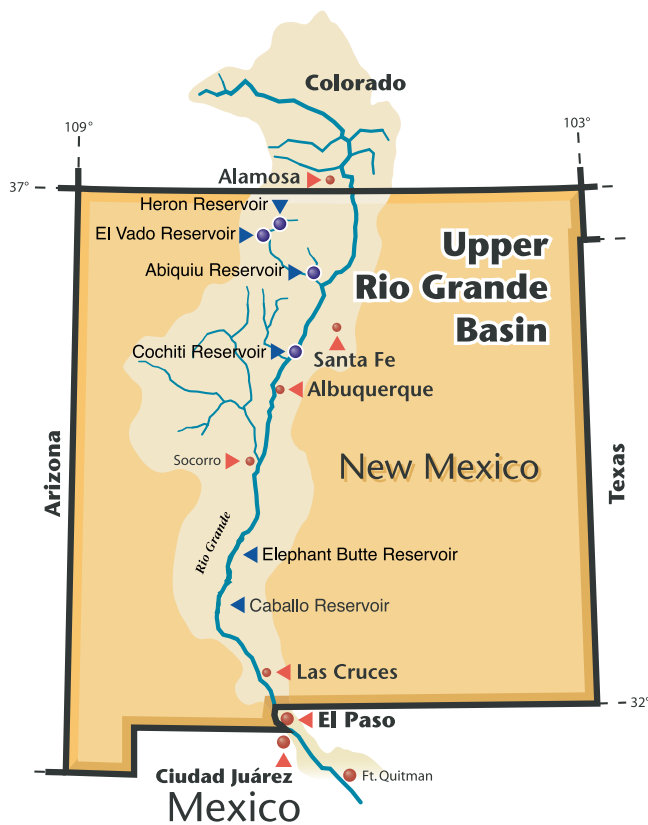 Colorado
109°
103°
Alamosa
37°
Heron Reservoir
El Vado Reservoir
Upper
Rio Grande
Basin
Abiquiu Reservoir
Cochiti Reservoir
Santa Fe
Albuquerque
Arizona
Socorro
New Mexico
Texas
Rio Grande
Elephant Butte Reservoir
Caballo Reservoir
Las Cruces
32°
El Paso
Ciudad Juárez
Ft. Quitman
Mexico